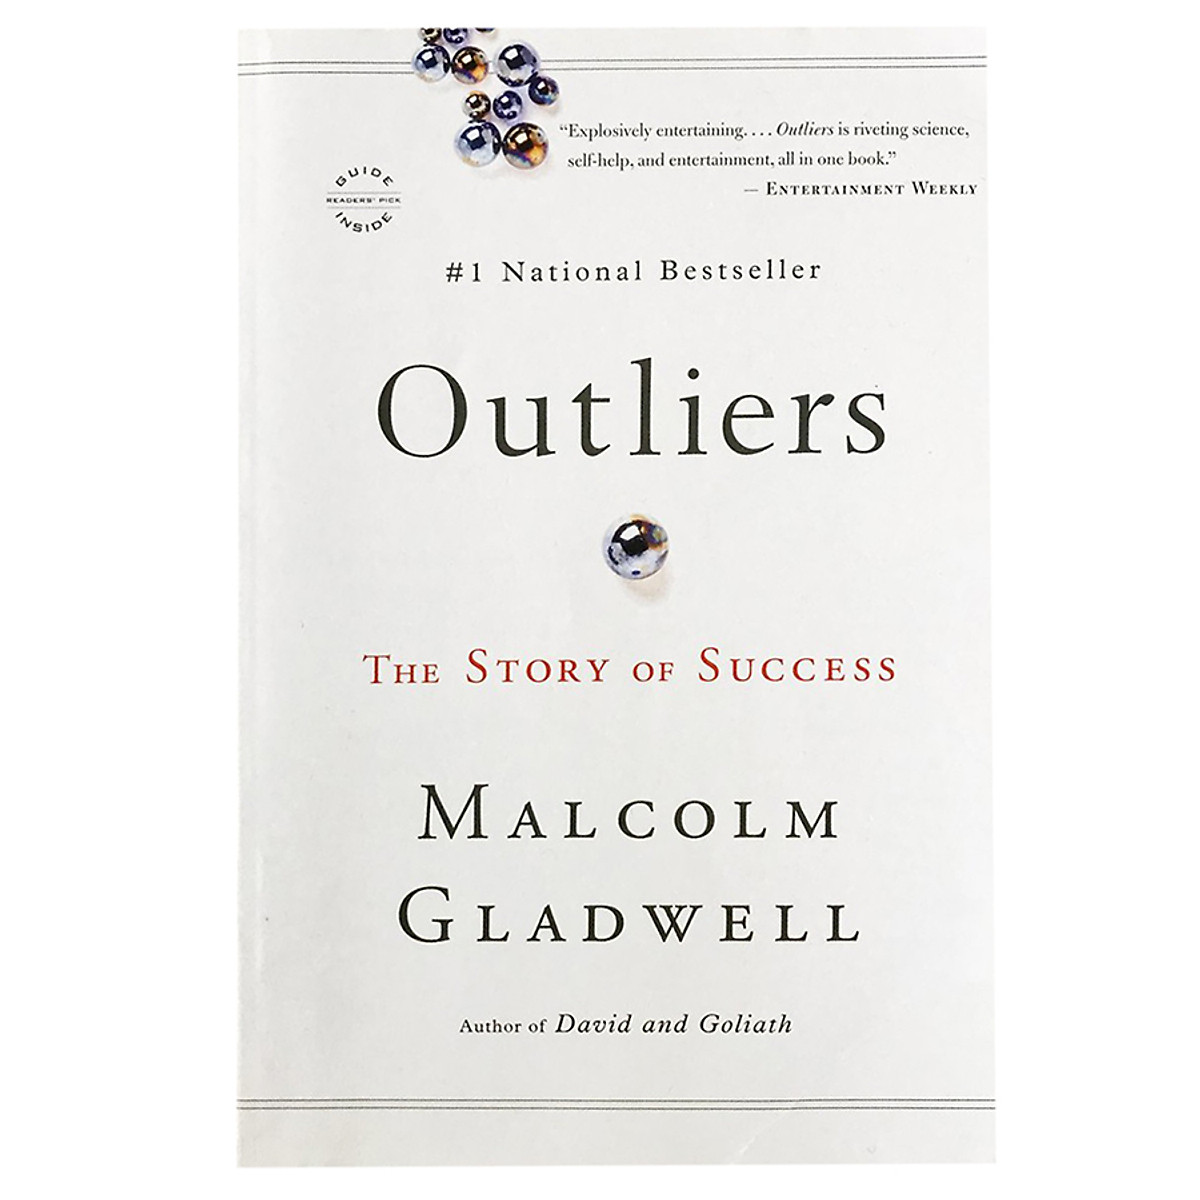 “Explosively entertaining. . . . Outliers is riveting science,
self-help, and entertainment, all in one book.”
— ENTERTAINMENT WEEKLY
GUIDE
READERS' PICK
INSIDE
#1 National Bestseller
Outliers
THE STORY OF SUCCESS
MALCOLM
GLADWELL
Author of David and Goliath